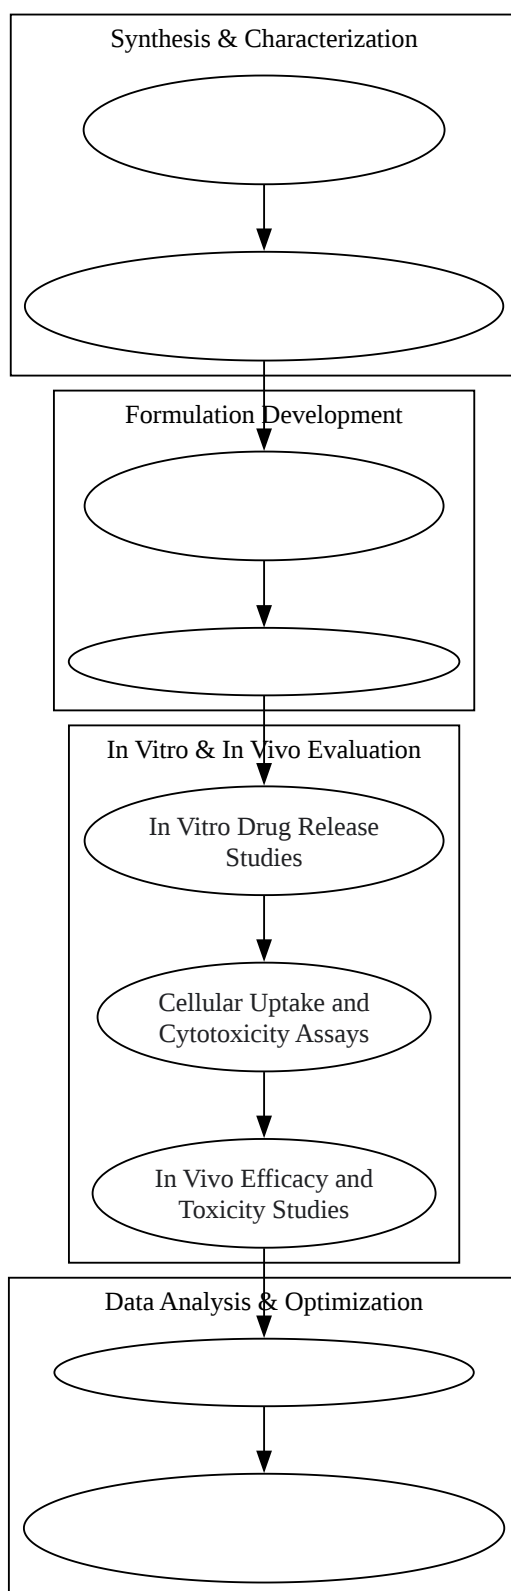 Synthesis & Characterization
Formulation Development
In Vitro & In Vivo Evaluation
In Vitro Drug Release
Studies
Cellular Uptake and
Cytotoxicity Assays
In Vivo Efficacy and
Toxicity Studies
Data Analysis & Optimization